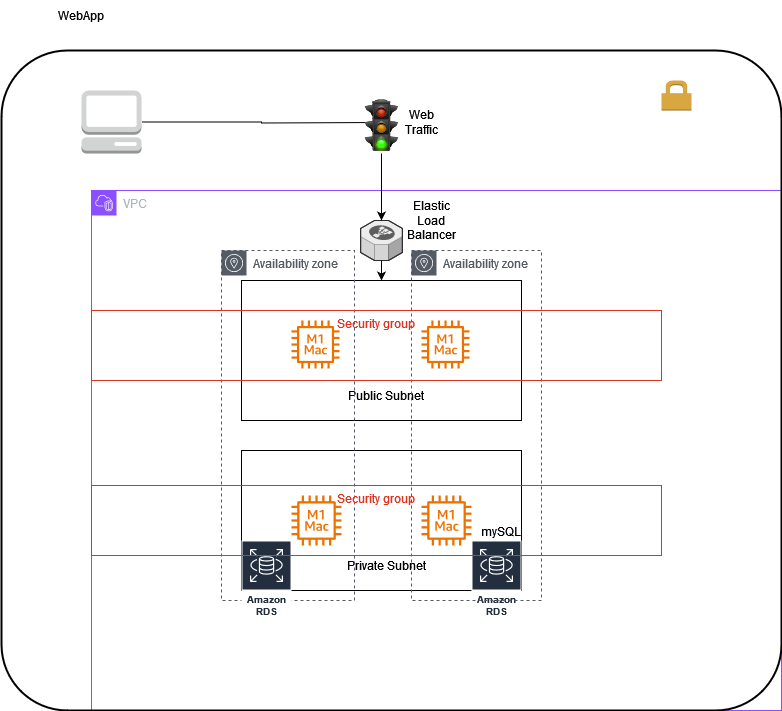 WebApp
Web
Traffic
VPC
Elastic
Load
Balancer
Availability zone
Availability zone
Security group
M1
Mac
M1
Mac
Public Subnet
Security group
M1
Mac
M1
Mac
mySQL
Private Subnet
Amazon
RDS
Amazon
RDS